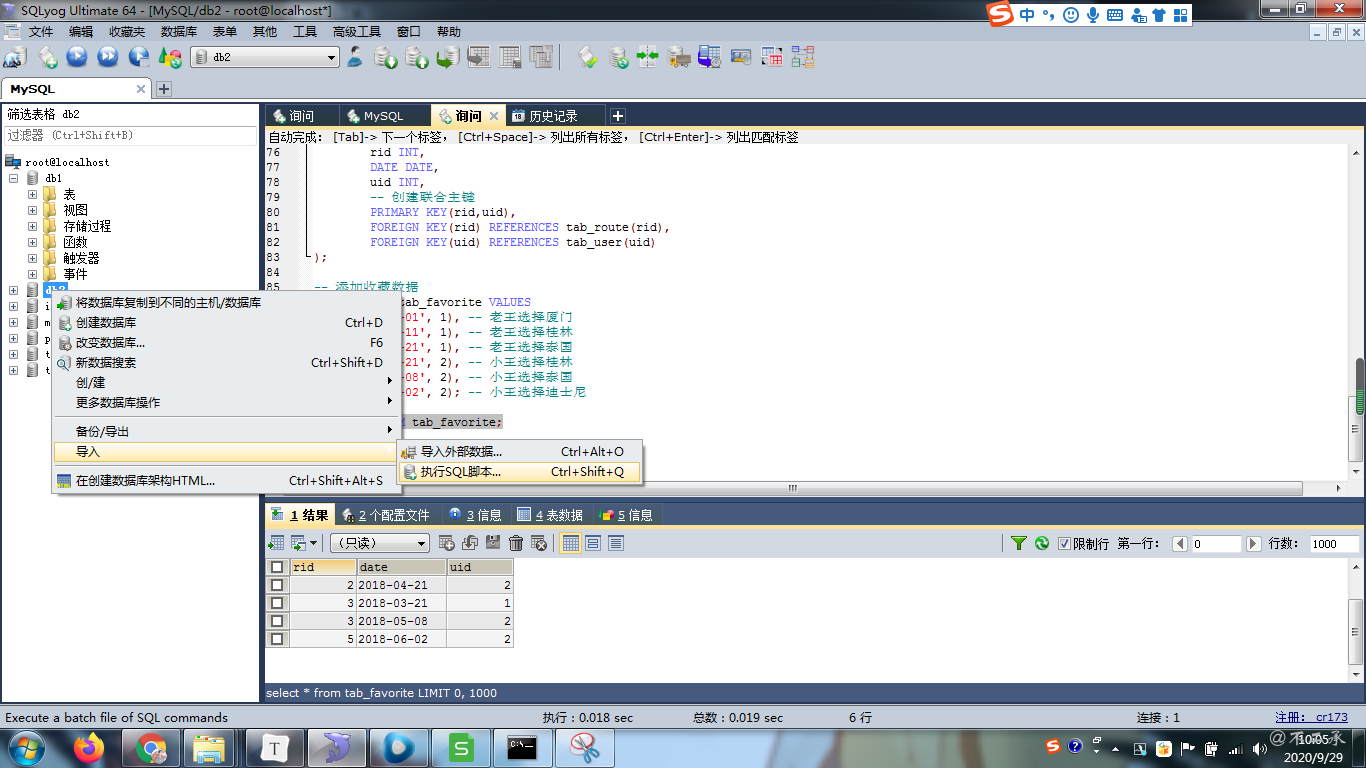 SQLyog Ultimate 64 - [MySQL/db2 - root@localhost*]
中
文件 编辑 收藏夹 数据库 表单 其他 工具 高级工具 窗口 帮助
db2
MySQL
筛选表格 db2
过滤器 (Ctrl+Shift+B)
root@localhost
db1
表
视图
存储过程
函数
触发器
事件
db2
i
m
p
t
t
将数据库复制到不同的主机/数据库
创建数据库 Ctrl+D
改变数据库... F6
新数据搜索 Ctrl+Shift+D
创/建
更多数据库操作
备份/导出
导入
在创建数据库架构HTML... Ctrl+Shift+Alt+S
导入外部数据... Ctrl+Alt+O
执行SQL脚本... Ctrl+Shift+Q
询问 MySQL 询问 历史记录
自动完成: [Tab]-> 下一个标签, [Ctrl+Space]-> 列出所有标签, [Ctrl+Enter]-> 列出匹配标签
76 rid INT,
77 DATE DATE,
78 uid INT,
79 -- 创建联合主键
80 PRIMARY KEY(rid,uid),
81 FOREIGN KEY(rid) REFERENCES tab_route(rid),
82 FOREIGN KEY(uid) REFERENCES tab_user(uid)
83 );
84
85 -- 添加收藏数据
tab_favorite VALUES
-01', 1), -- 老王选择厦门
-11', 1), -- 老王选择桂林
-21', 1), -- 老王选择泰国
-21', 2), -- 小王选择桂林
-08', 2), -- 小王选择泰国
-02', 2); -- 小王选择迪士尼
tab_favorite;
1 结果 2 个配置文件 3 信息 4 表数据 5 信息
(只读) 限制行 第一行: 0 行数: 1000
rid date uid
2 2018-04-21 2
3 2018-03-21 1
3 2018-05-08 2
5 2018-06-02 2
select * from tab_favorite LIMIT 0, 1000
Execute a batch file of SQL commands 执行:0.018 sec 总数:0.019 sec 6 行 连接:1 注册: cr173
10:05
2020/9/29